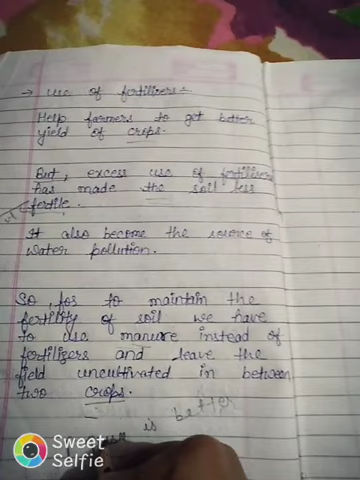 → use of fertilizers :-
Help farmers to get better
yield of crops.
But, excess use of fertilisers
has made the soil less
fertile.
It also become the source of
water pollution.
So, for to maintain the
fertility of soil we have
to use manure instead of
fertilizers and leave the
field uncultivated in between
two crops.
is better
Sweet
Selfie